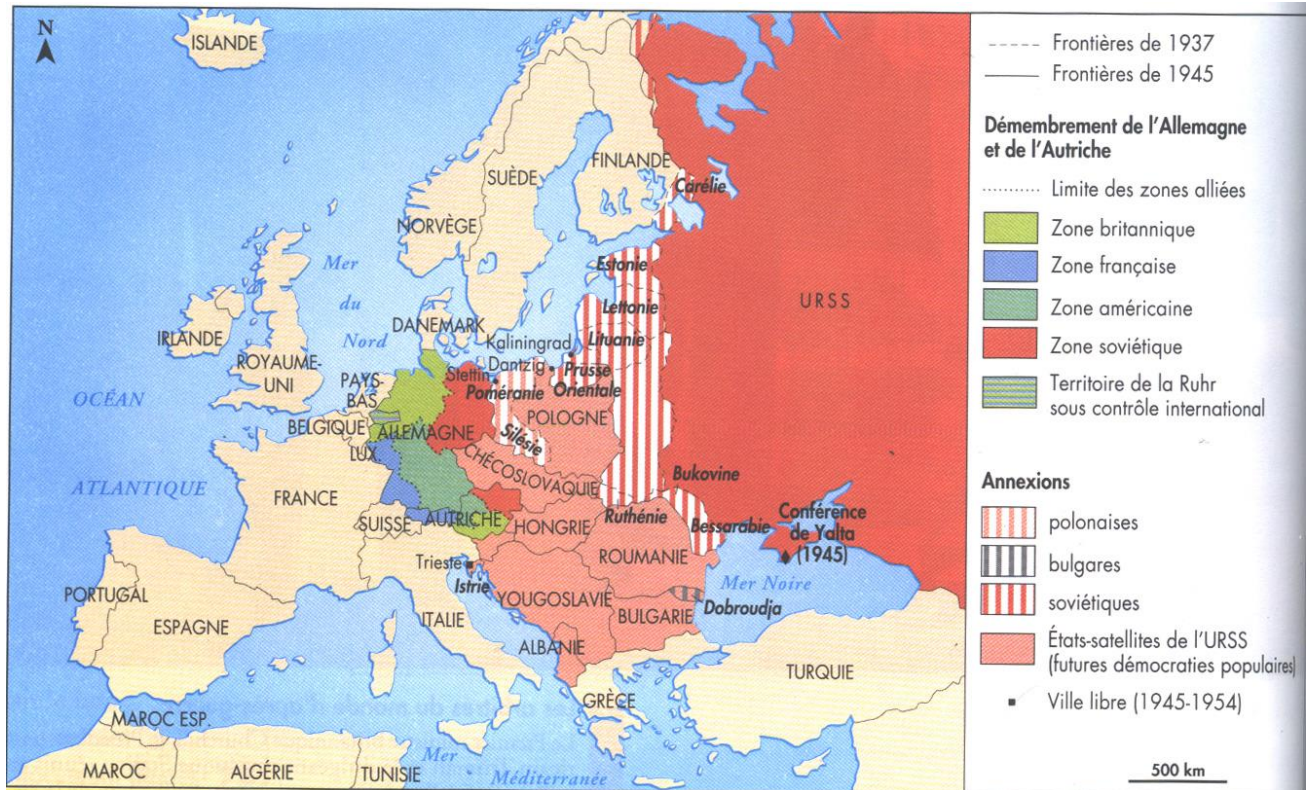 N
ISLANDE
SUÈDE
FINLANDE
Carélie
NORVÈGE
Mer
du
Nord
Estonie
Lettonie
Lituanie
URSS
IRLANDE
ROYAUME-
UNI
DANEMARK
Kaliningrad
Dantzig
Prusse
Orientale
Stettin
Poméranie
PAYS-
BAS
BELGIQUE
ALLEMAGNE
POLOGNE
Silésie
LUX.
CHÉCOSLOVAQUIE
OCÉAN
ATLANTIQUE
FRANCE
SUISSE
AUTRICHE
HONGRIE
Ruthénie
Bukovine
Bessarabie
Conférence
de Yalta
(1945)
ROUMANIE
Trieste
Istrie
YOUGOSLAVIE
Mer Noire
BULGARIE
Dobroudja
PORTUGAL
ESPAGNE
ITALIE
ALBANIE
GRÈCE
TURQUIE
MAROC ESP.
MAROC
ALGÉRIE
TUNISIE
Mer
Méditerranée
Frontières de 1937
Frontières de 1945
Démembrement de l'Allemagne
et de l'Autriche
Limite des zones alliées
Zone britannique
Zone française
Zone américaine
Zone soviétique
Territoire de la Ruhr
sous contrôle international
Annexions
polonaises
bulgares
soviétiques
États-satellites de l'URSS
(futures démocraties populaires)
Ville libre (1945-1954)
500 km